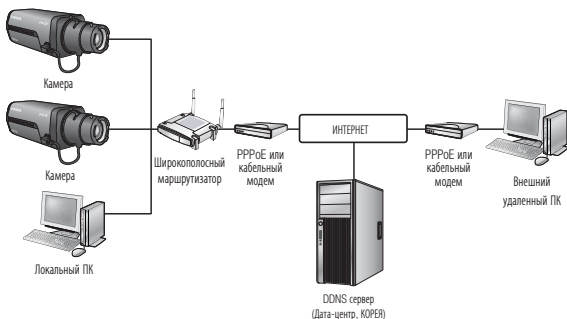 Камера
Камера
Локальный ПК
Широкополосный
маршрутизатор
PPPoE или
кабельный
модем
ИНТЕРНЕТ
PPPoE или
кабельный
модем
Внешний
удаленный ПК
DDNS сервер
(Дата-центр, КОРЕЯ)